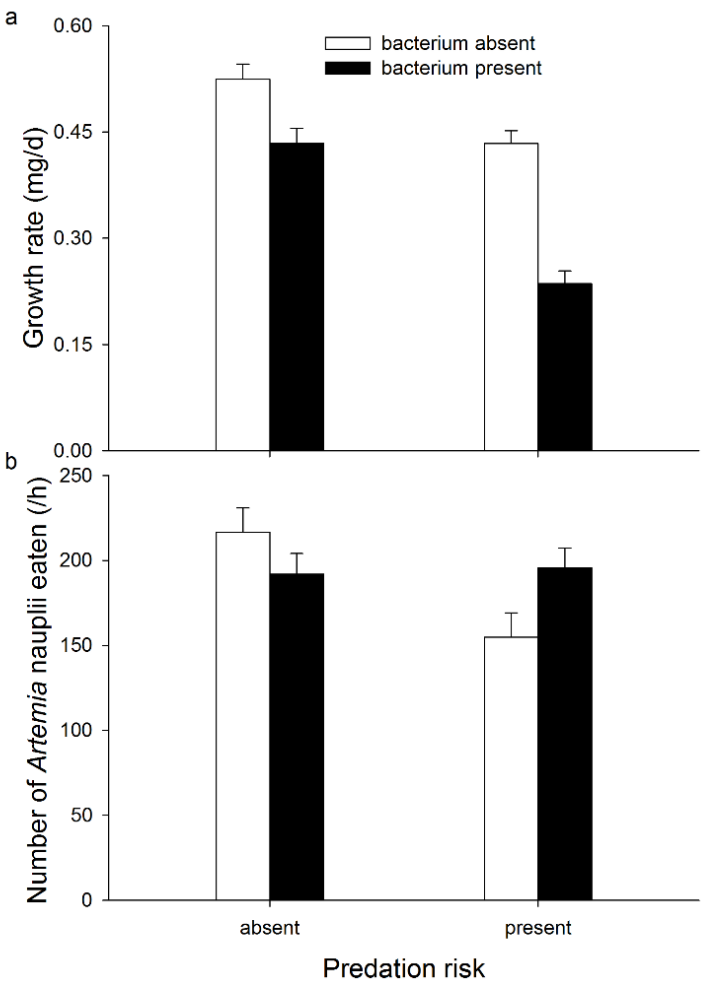 a
0.60
bacterium absent
bacterium present
0.45
0.30
0.15
0.00
Growth rate (mg/d)
b
250
200
150
100
50
0
Number of Artemia nauplii eaten (/h)
absent
present
Predation risk